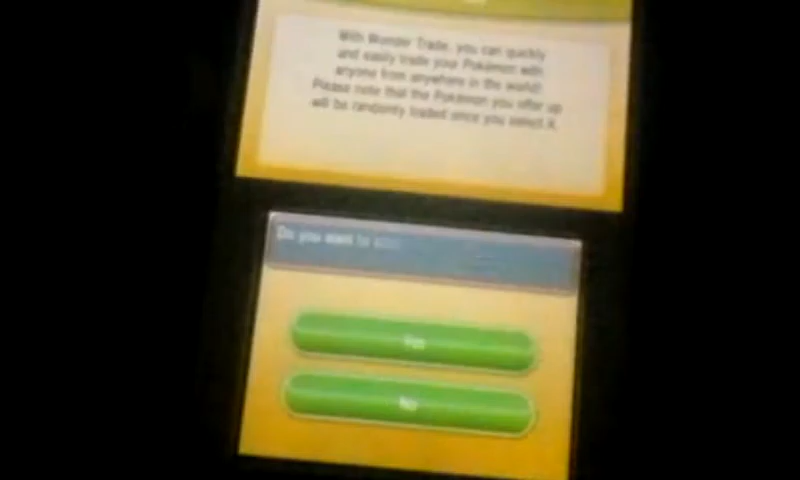 With Wonder Trade, you can quickly
and easily trade your Pokémon with
anyone from anywhere in the world!
Please note that the Pokémon you offer up
will be randomly traded once you select it.
Do you want to
Yes
No